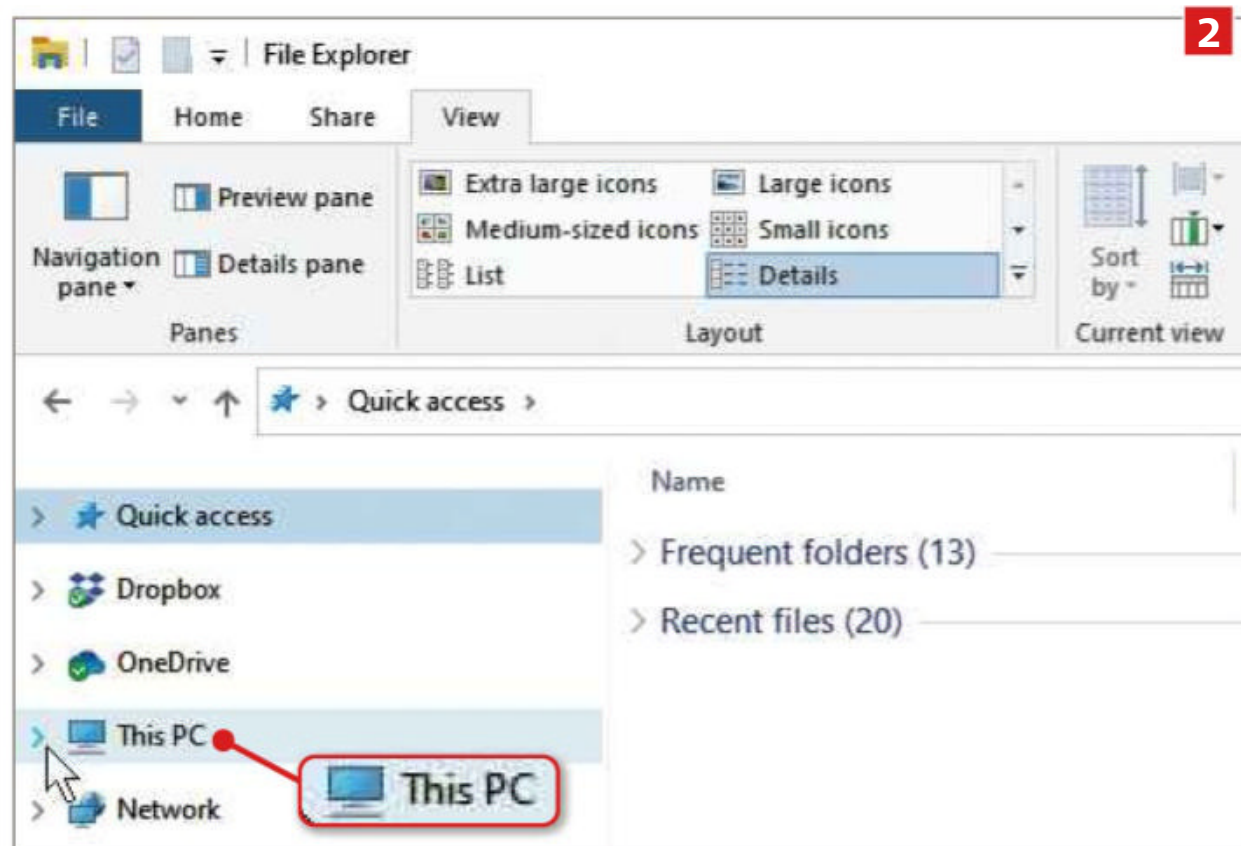 2
File Explorer
File Home Share View
Preview pane
Details pane
Navigation
pane
Panes
Extra large icons Large icons
Medium-sized icons Small icons
List Details
Layout
Sort
by
Current view
Quick access
Name
Quick access
Dropbox
OneDrive
This PC
Network
Frequent folders (13)
Recent files (20)
This PC